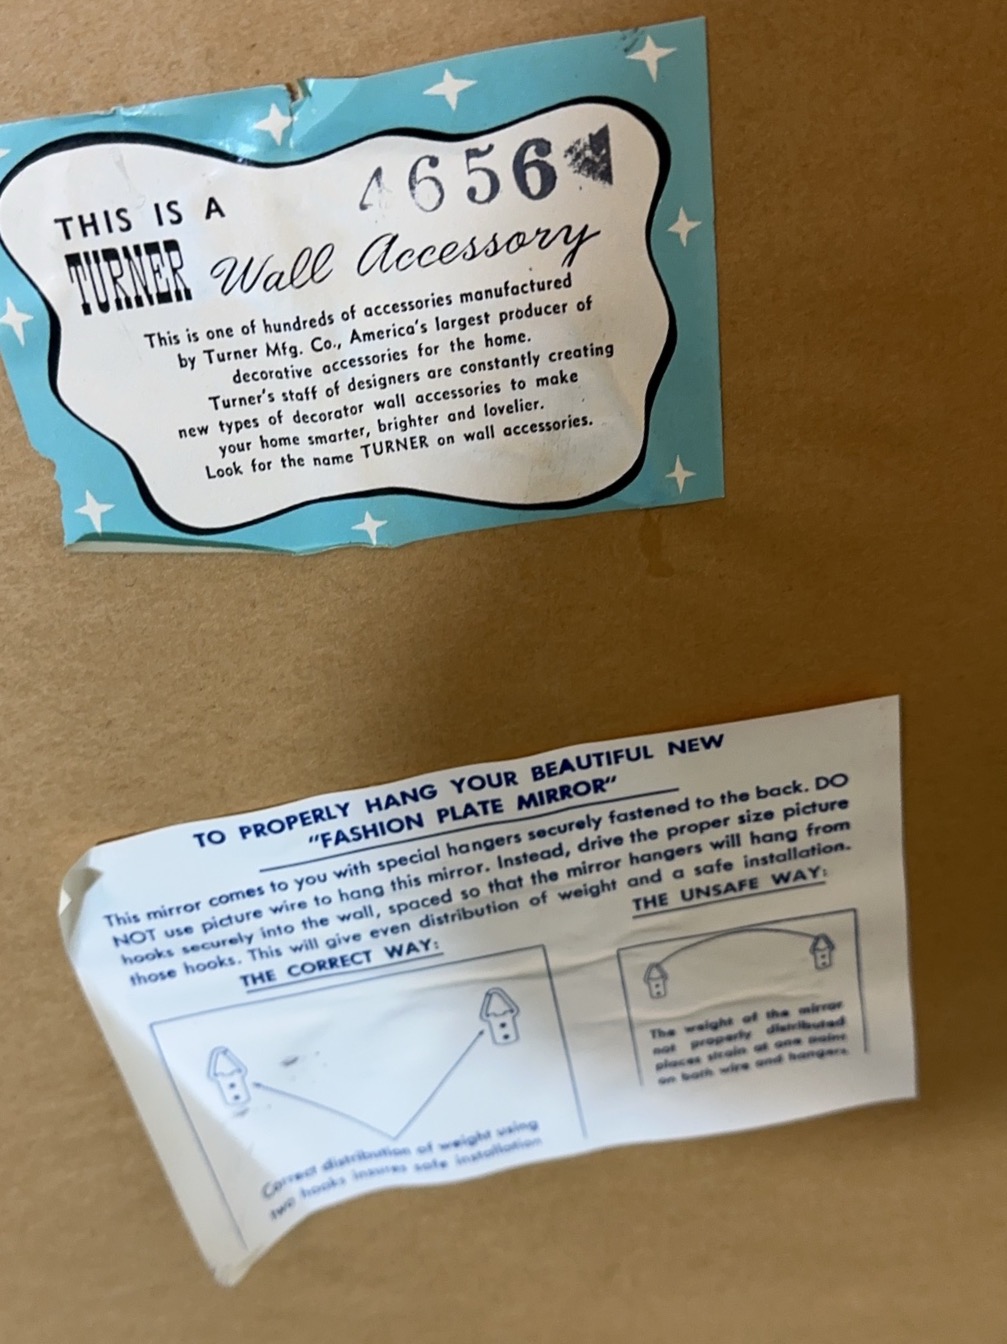 4656
THIS IS A
TURNER Wall Accessory
This is one of hundreds of accessories manufactured
by Turner Mfg. Co., America's largest producer of
decorative accessories for the home.
Turner's staff of designers are constantly creating
new types of decorator wall accessories to make
your home smarter, brighter and lovelier.
Look for the name TURNER on wall accessories.
TO PROPERLY HANG YOUR BEAUTIFUL NEW
"FASHION PLATE MIRROR"
This mirror comes to you with special hangers securely fastened to the back. DO
NOT use picture wire to hang this mirror. Instead, drive the proper size picture
hooks securely into the wall, spaced so that the mirror hangers will hang from
those hooks. This will give even distribution of weight and a safe installation.
THE CORRECT WAY:
Correct distribution of weight using
two hooks insures safe installation
THE UNSAFE WAY:
The weight of the mirror
not properly distributed
places strain at one point
on both wire and hangers.